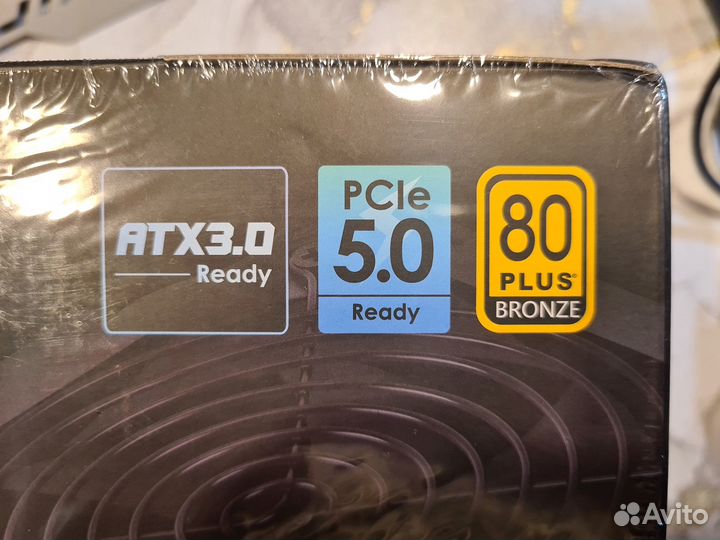 ATX3.0
Ready
PCIe
5.0
Ready
80
PLUS®
BRONZE
Avito